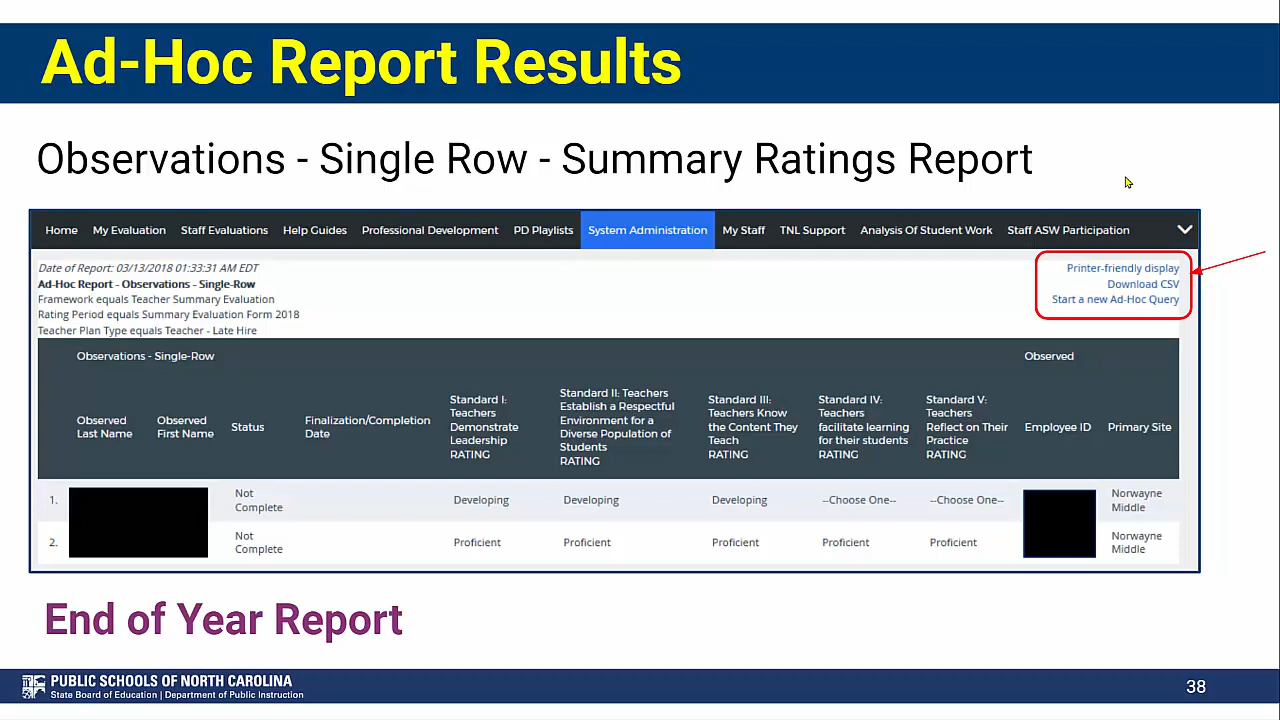 Ad-Hoc Report Results
Observations - Single Row - Summary Ratings Report
Home My Evaluation Staff Evaluations Help Guides Professional Development PD Playlists System Administration My Staff TNL Support Analysis Of Student Work Staff ASW Participation
Date of Report: 03/13/2018 01:33:31 AM EDT
Ad-Hoc Report - Observations - Single-Row
Framework equals Teacher Summary Evaluation
Rating Period equals Summary Evaluation Form 2018
Teacher Plan Type equals Teacher - Late Hire
Printer-friendly display
Download CSV
Start a new Ad-Hoc Query
Observations - Single-Row
Observed
Observed
Last Name
Observed
First Name
Status
Finalization/Completion
Date
Standard I:
Teachers
Demonstrate
Leadership
RATING
Standard II: Teachers
Establish a Respectful
Environment for a
Diverse Population of
Students
RATING
Standard III:
Teachers Know
the Content They
Teach
RATING
Standard IV:
Teachers
facilitate learning
for their students
RATING
Standard V:
Teachers
Reflect on Their
Practice
RATING
Employee ID
Primary Site
1.
Not
Complete
Developing
Developing
Developing
--Choose One--
--Choose One--
Norwayne
Middle
2.
Not
Complete
Proficient
Proficient
Proficient
Proficient
Proficient
Norwayne
Middle
End of Year Report
PUBLIC SCHOOLS OF NORTH CAROLINA
State Board of Education | Department of Public Instruction
38